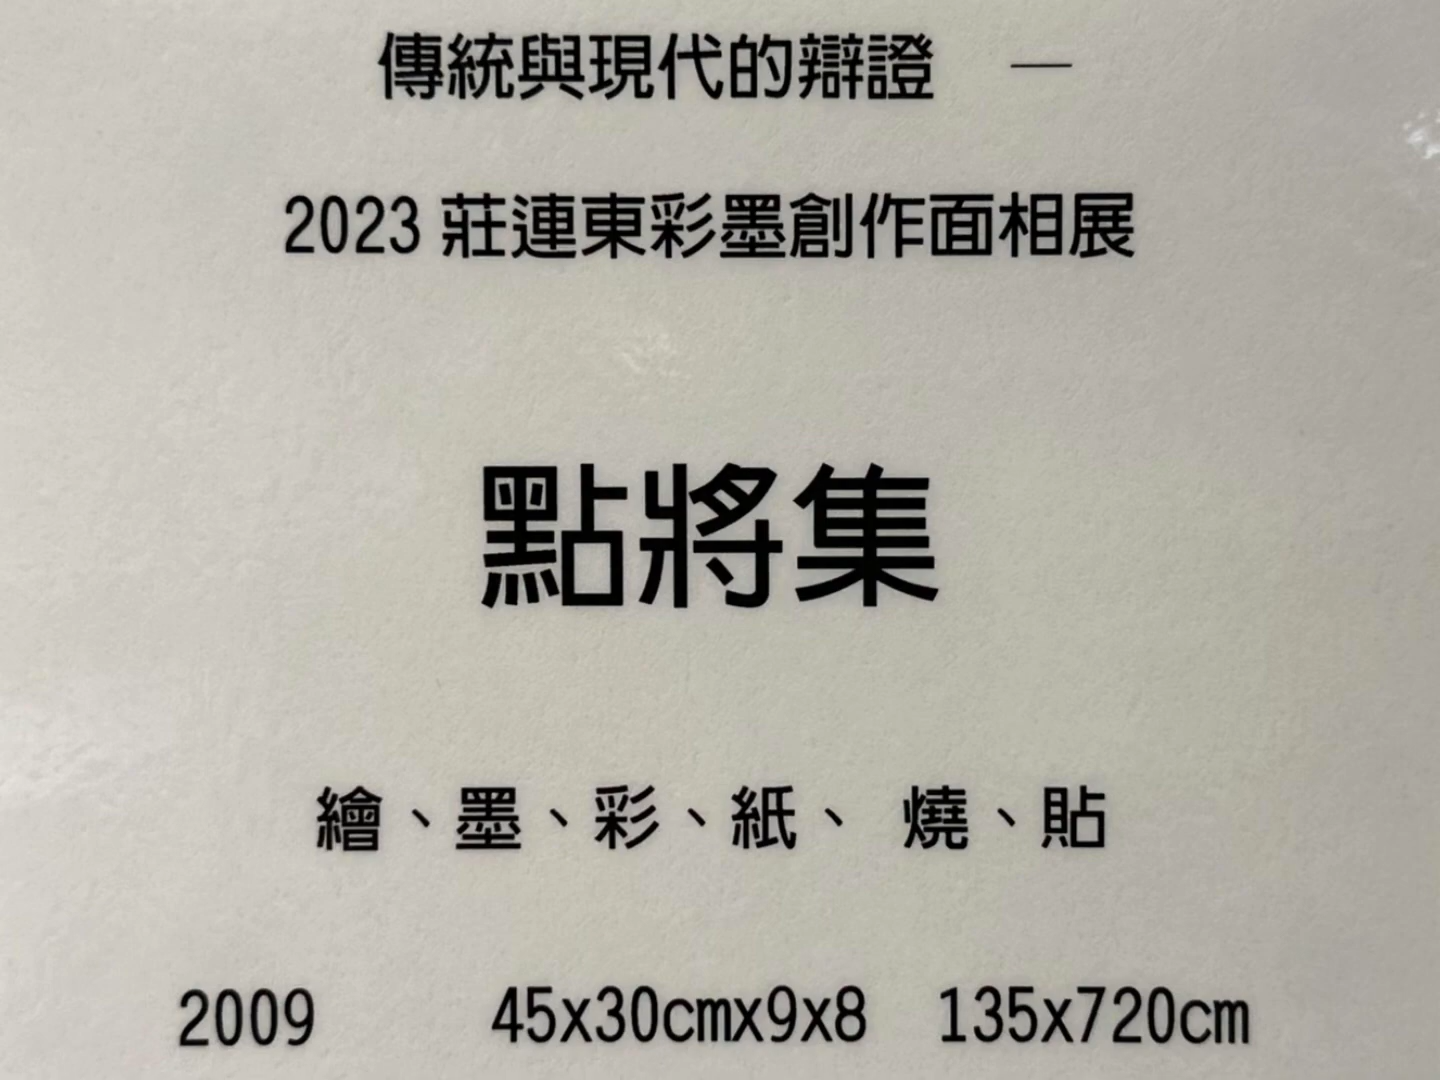 傳統與現代的辯證 —
2023 莊連東彩墨創作面相展
點將集
繪、墨、彩、紙、 燒、貼
2009 45x30cmx9x8 135x720cm